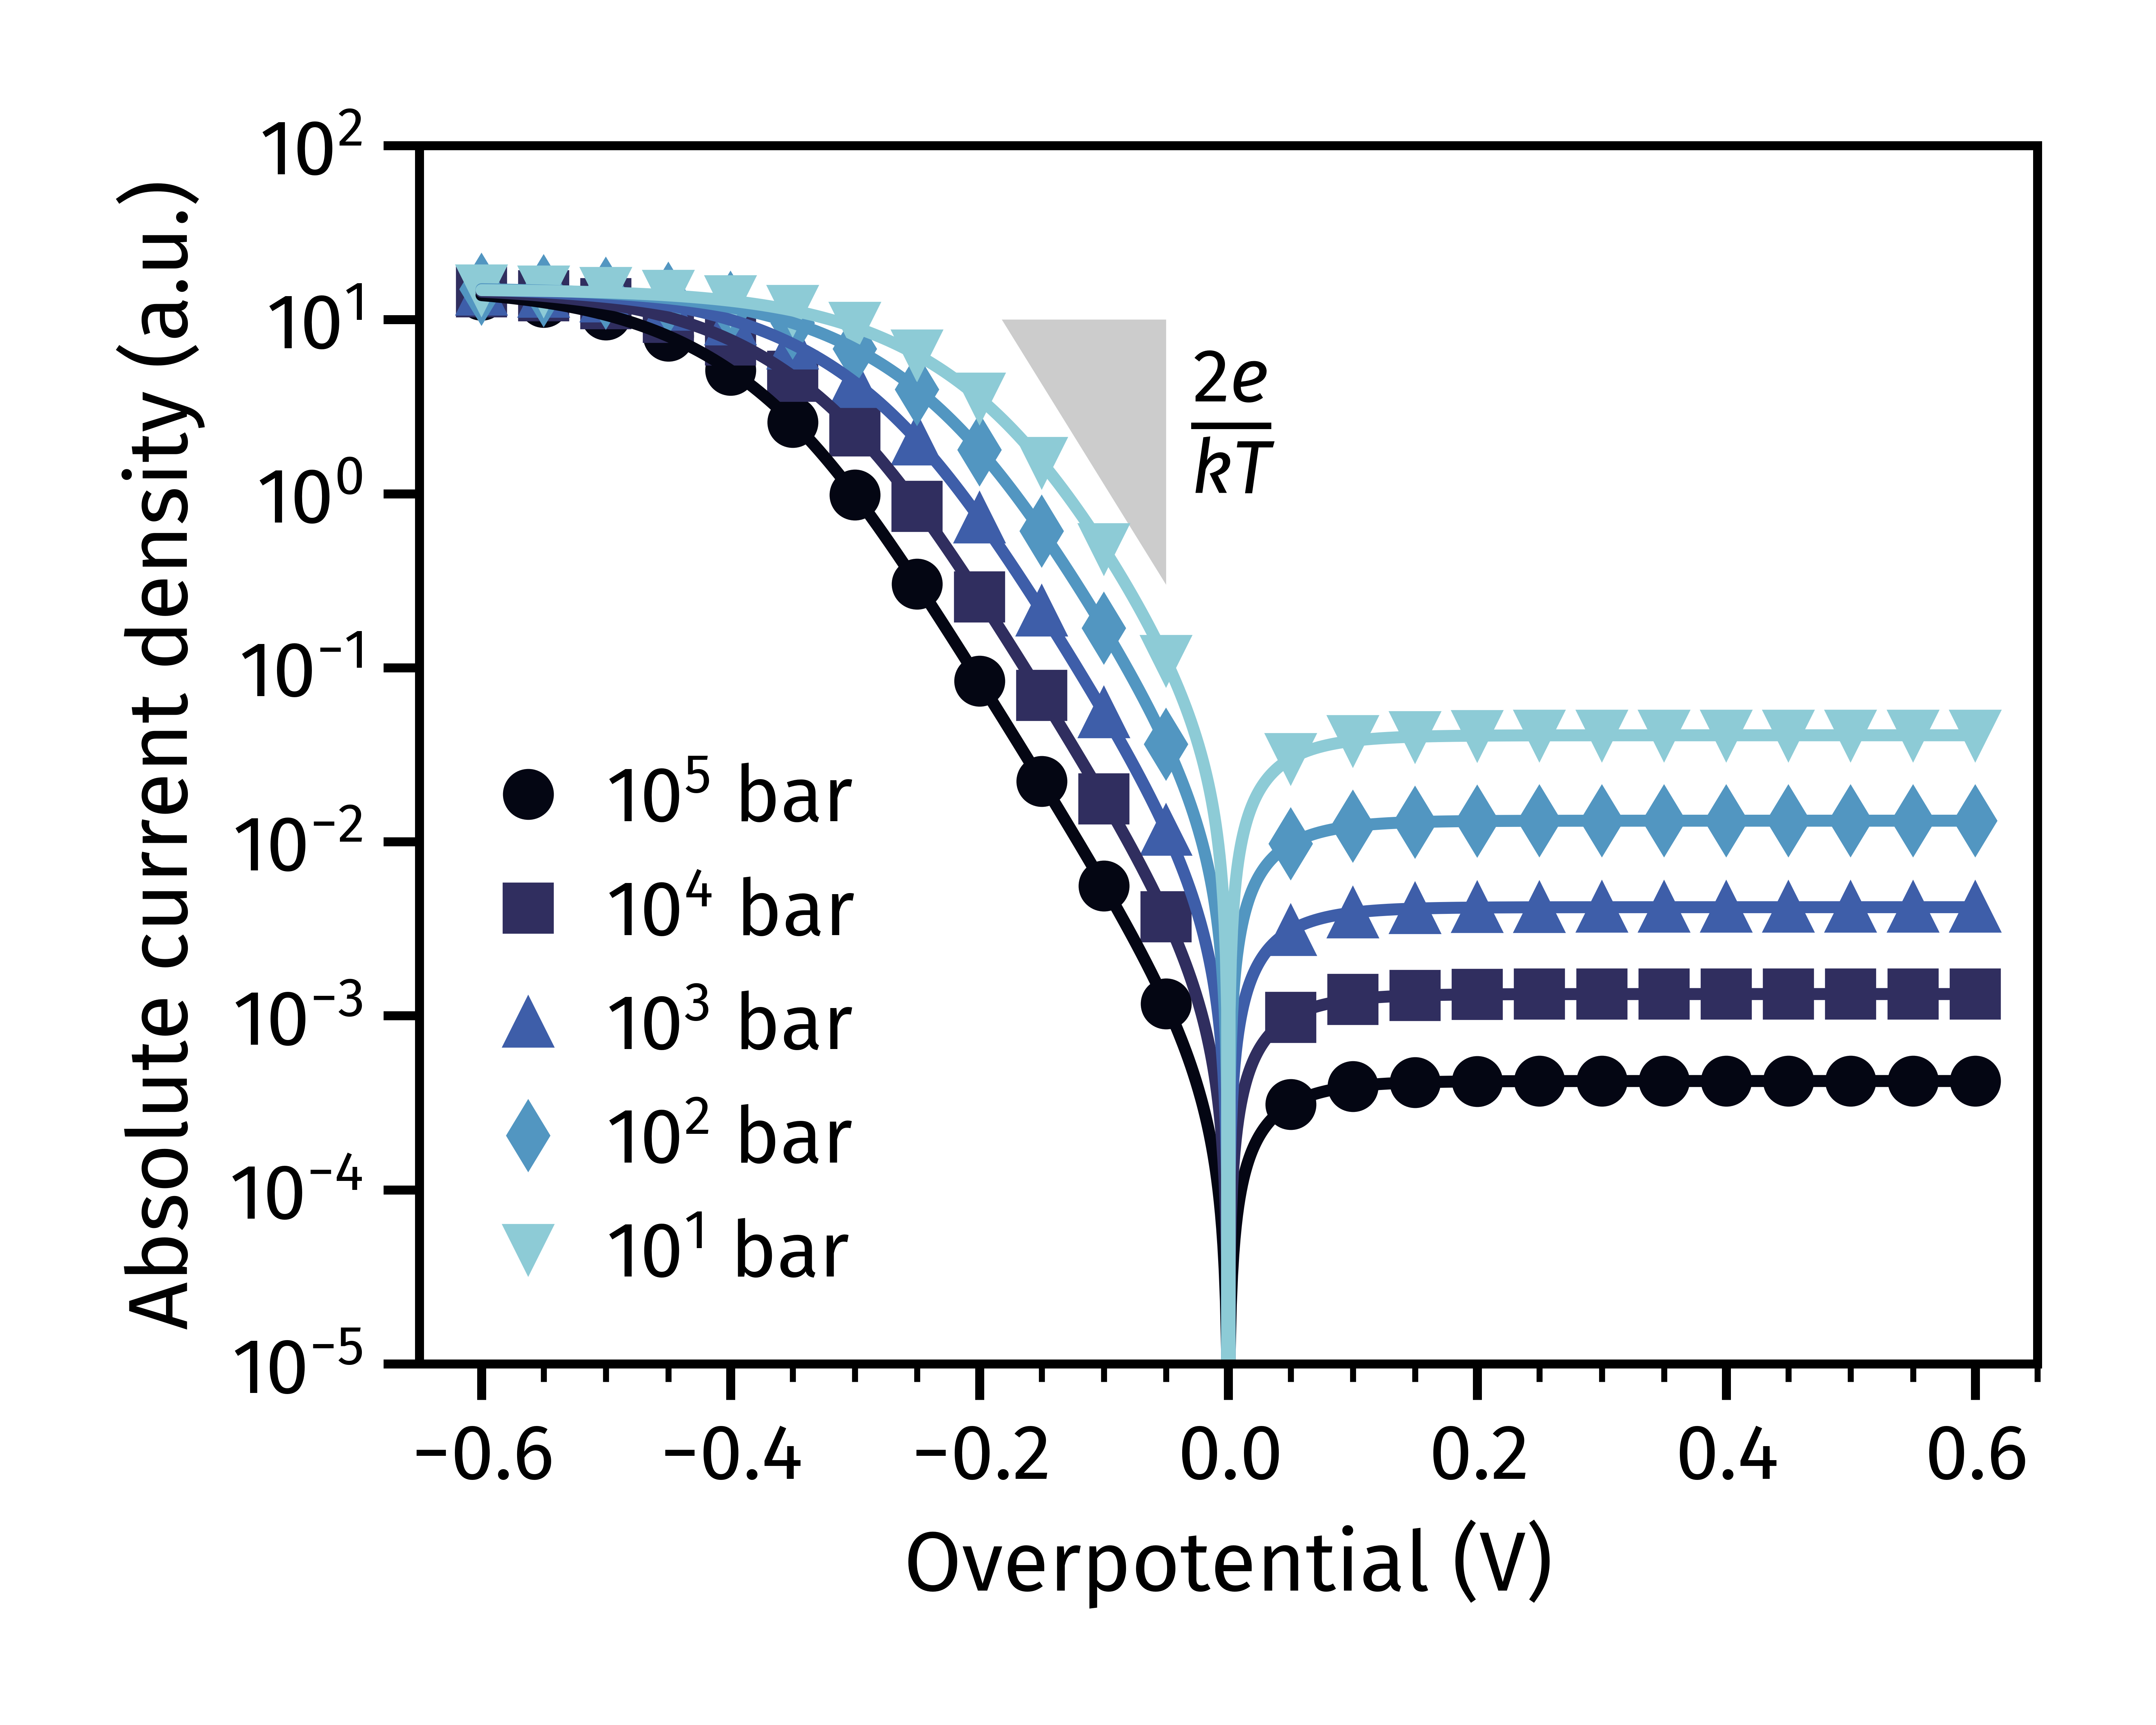 Absolute current density (a.u.)
10²
10¹
10⁰
10⁻¹
10⁻²
10⁻³
10⁻⁴
10⁻⁵
2e
kT
10⁵ bar
10⁴ bar
10³ bar
10² bar
10¹ bar
−0.6 −0.4 −0.2 0.0 0.2 0.4 0.6
Overpotential (V)